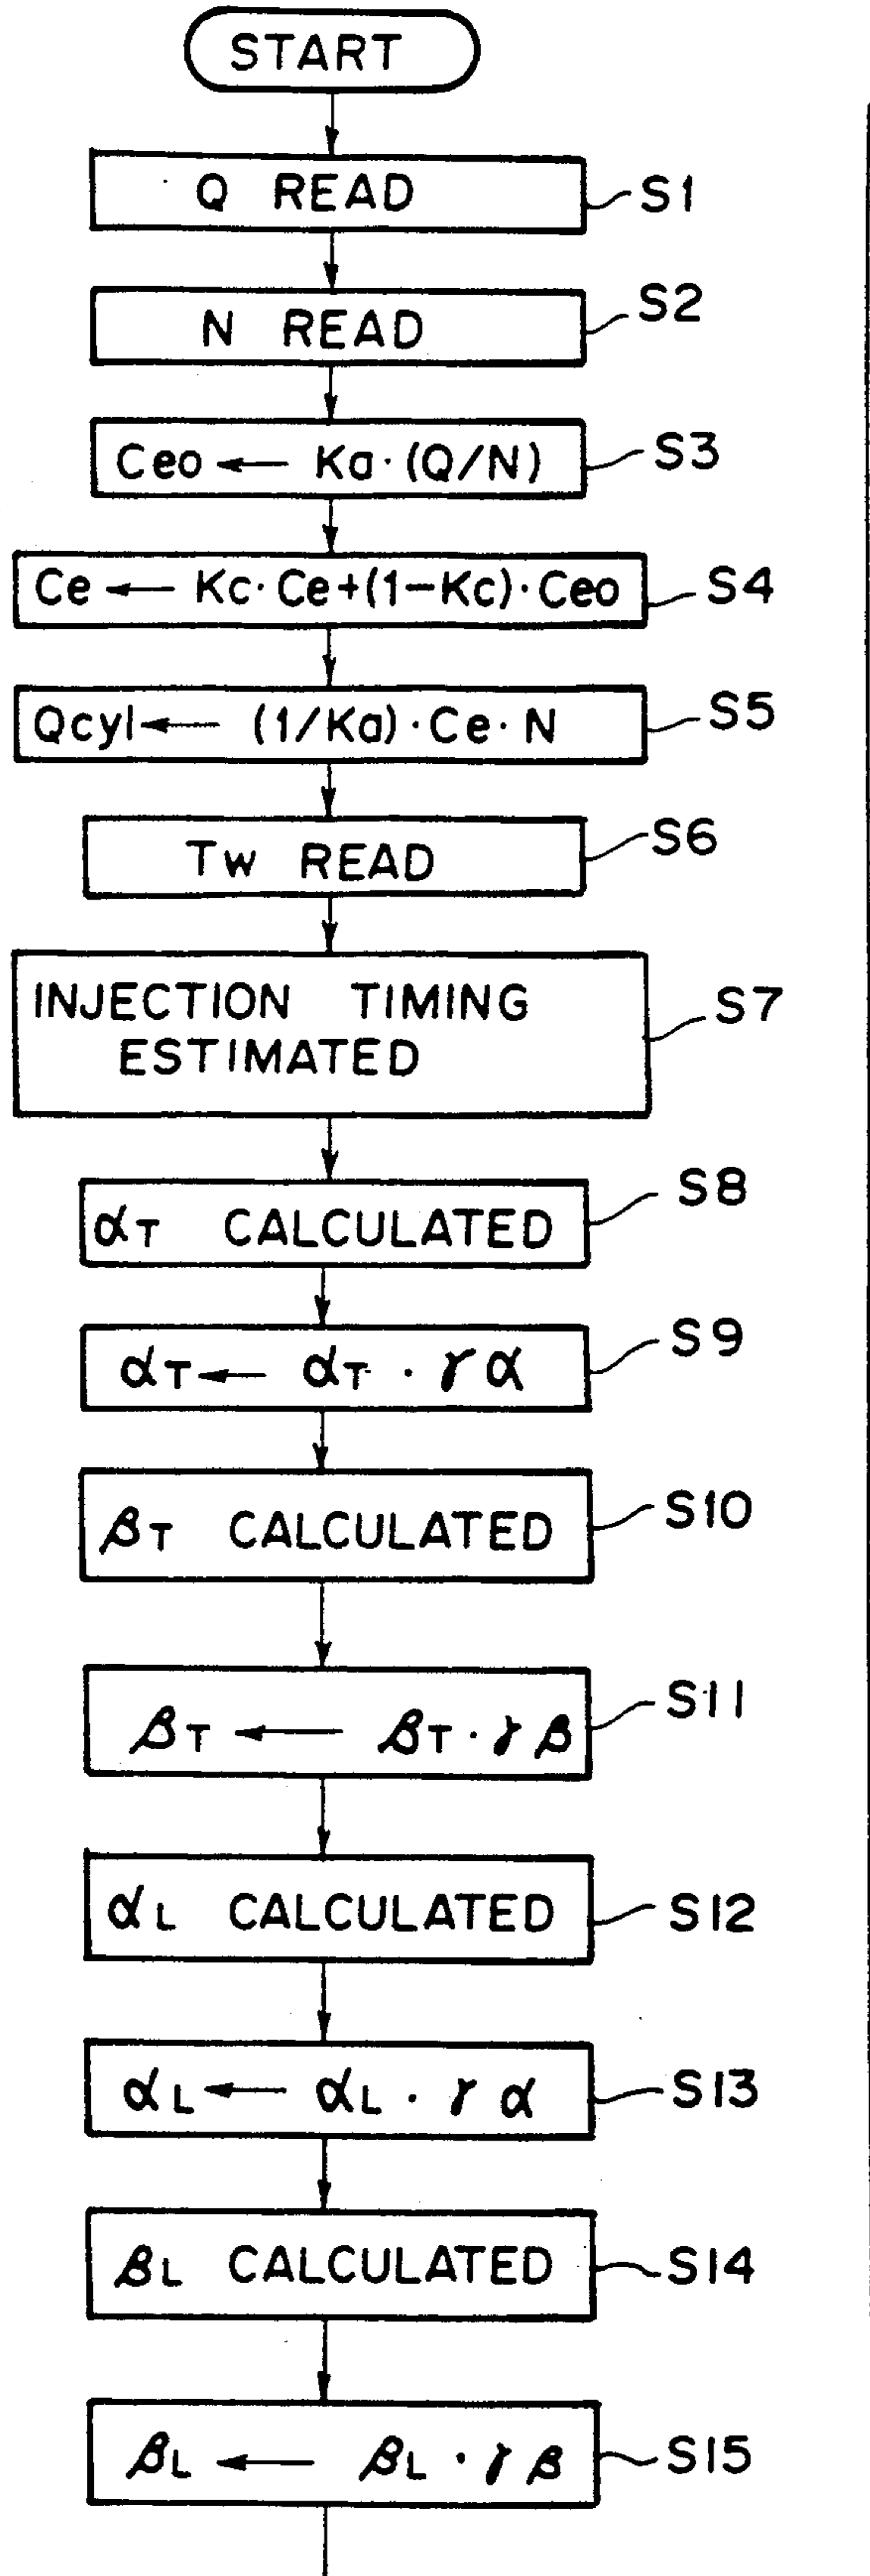 START
Q READ
S1
N READ
S2
Ceo ← Ka·(Q/N)
S3
Ce ← Kc·Ce+(1-Kc)·Ceo
S4
Qcyl ← (1/Ka)·Ce·N
S5
Tw READ
S6
INJECTION TIMING
ESTIMATED
S7
αT CALCULATED
S8
αT ← αT · γα
S9
βT CALCULATED
S10
βT ← βT · γβ
S11
αL CALCULATED
S12
αL ← αL · γα
S13
βL CALCULATED
S14
βL ← βL · γβ
S15